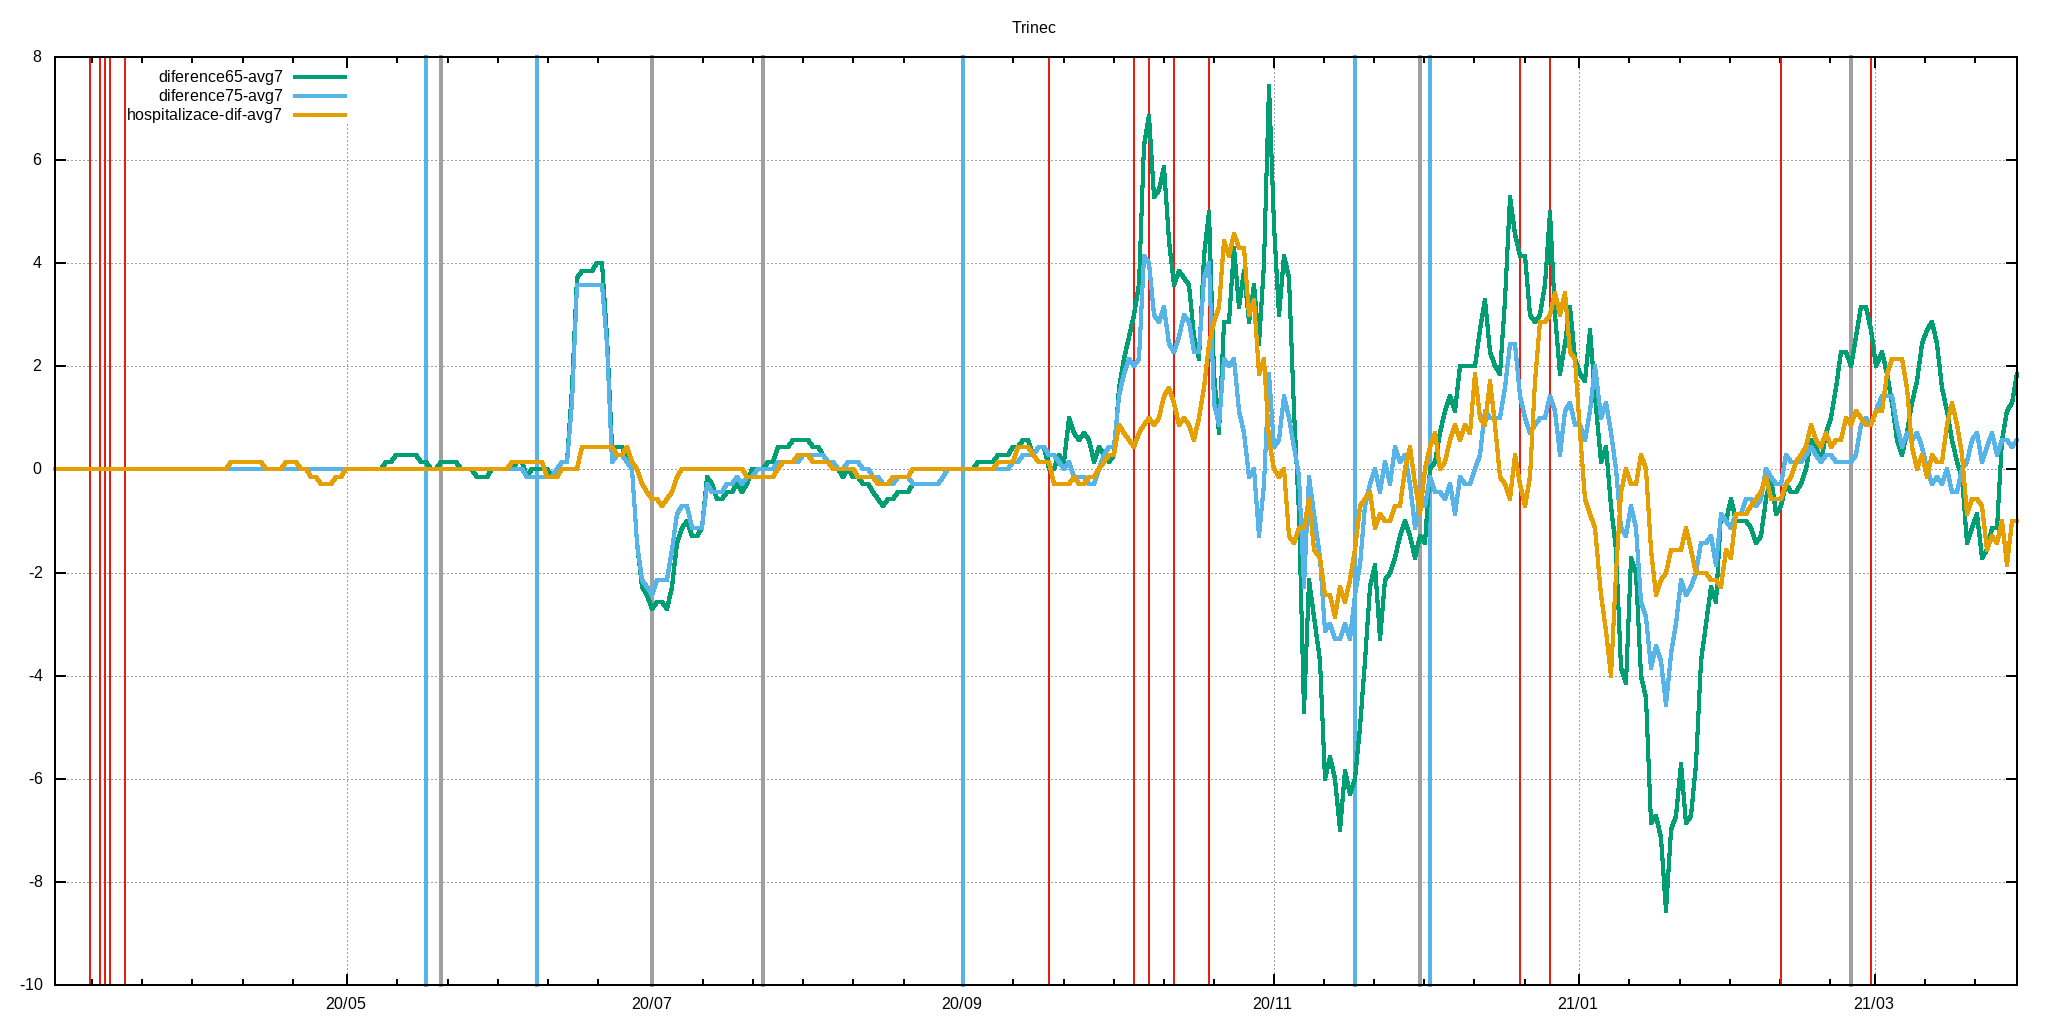 Trinec
8
diference65-avg7
diference75-avg7
hospitalizace-dif-avg7
6
4
2
0
-2
-4
-6
-8
-10
20/05 20/07 20/09 20/11 21/01 21/03